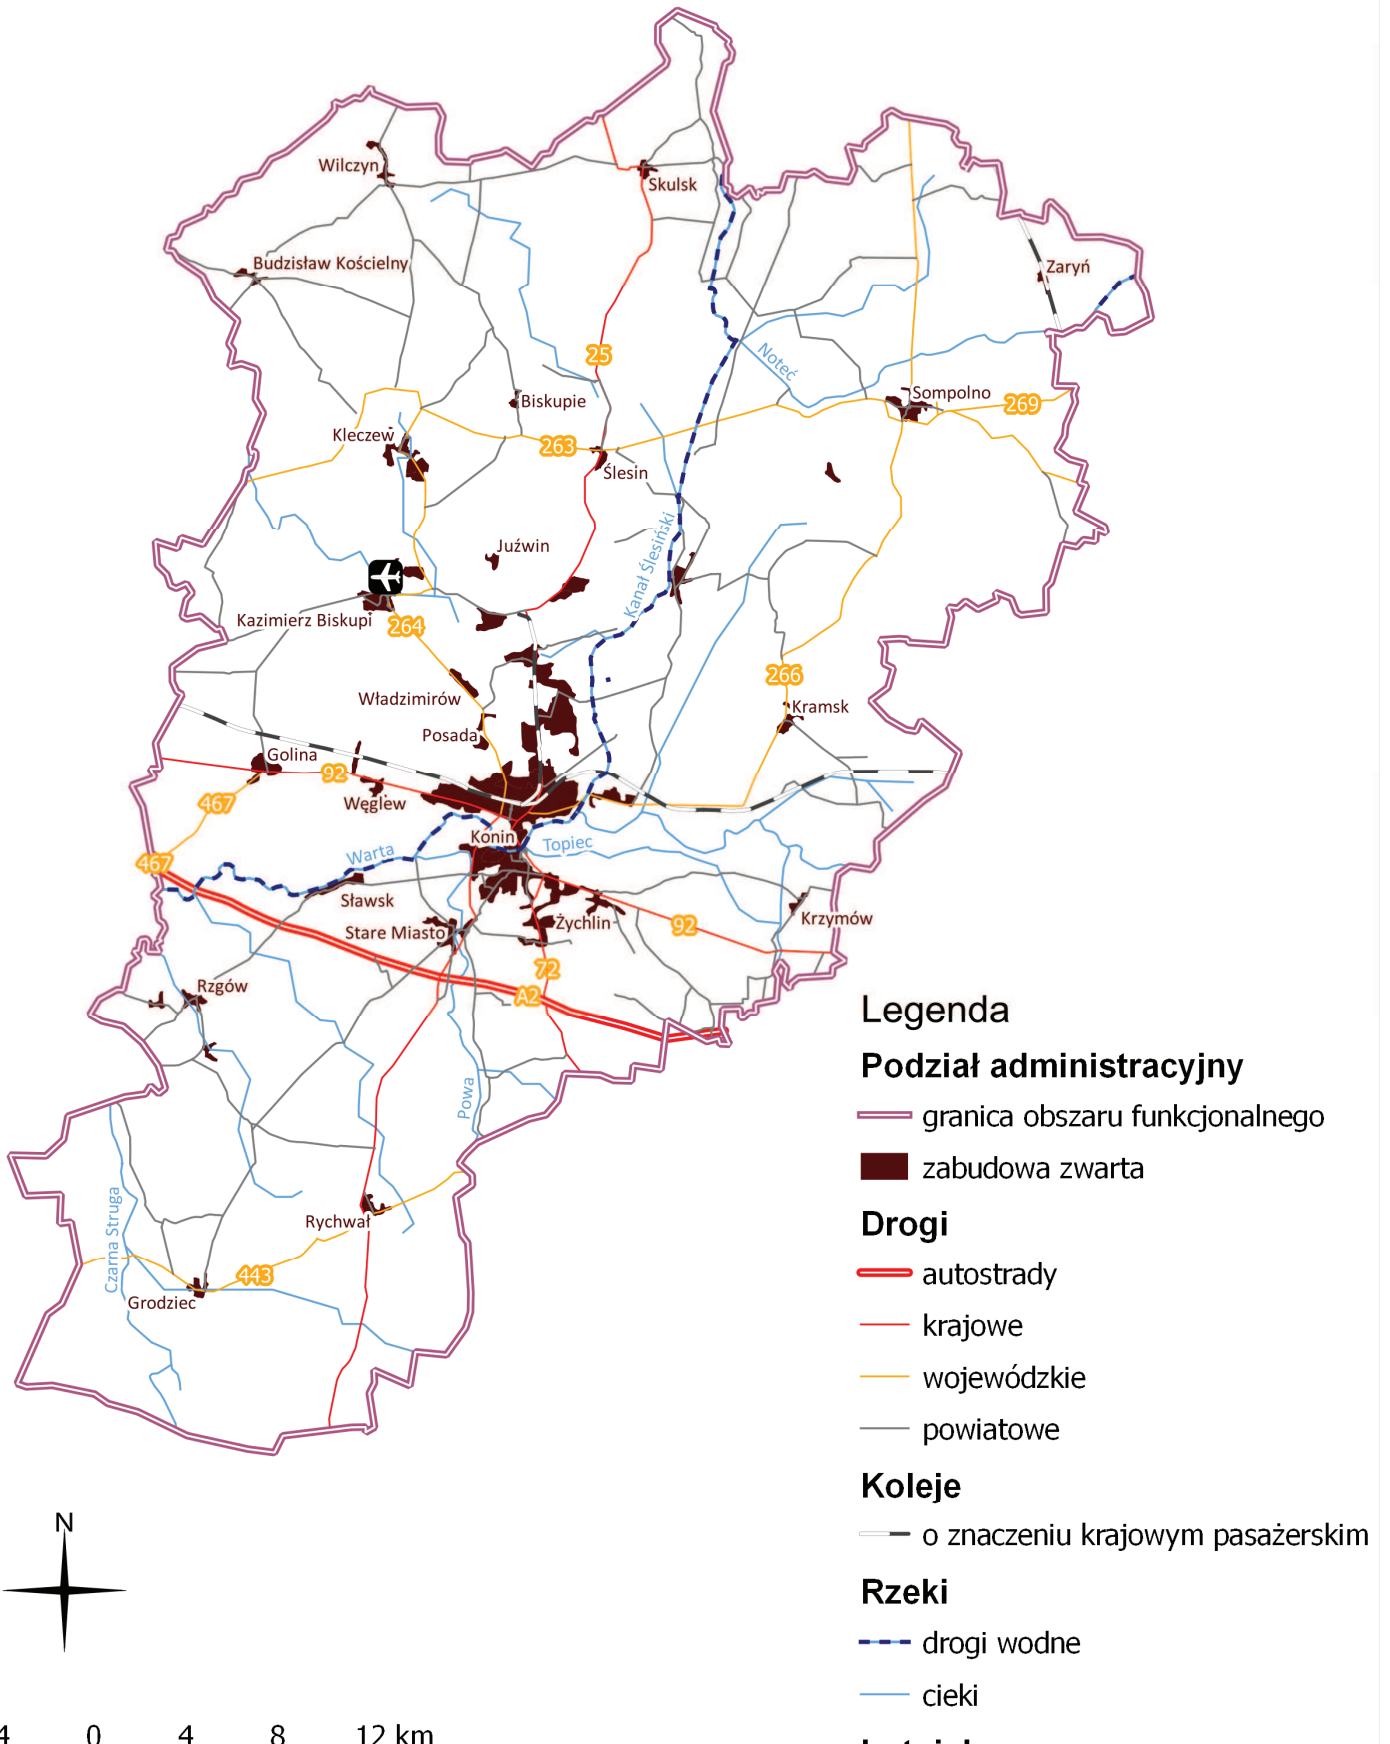 Wilczyn
Skulsk
Budzisław Kościelny
Zaryń
25
Noteć
Biskupie
Sompolno
269
Kleczew
263
Ślesin
Kanał Ślesiński
Juźwin
Kazimierz Biskupi
264
266
Władzimirów
Kramsk
Posada
Golina
92
467
Węglew
Konin
Topiec
Warta
467
Sławsk
Krzymów
Żychlin
92
Stare Miasto
72
Rzgów
A2
Powa
Czarna Struga
Rychwał
443
Grodziec
Legenda
Podział administracyjny
granica obszaru funkcjonalnego
zabudowa zwarta
Drogi
autostrady
krajowe
wojewódzkie
powiatowe
Koleje
o znaczeniu krajowym pasażerskim
Rzeki
drogi wodne
cieki
N
4 0 4 8 12 km